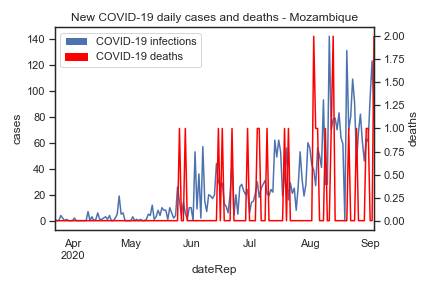 New COVID-19 daily cases and deaths - Mozambique
COVID-19 infections
COVID-19 deaths
140
120
100
80
60
40
20
0
cases
2.00
1.75
1.50
1.25
1.00
0.75
0.50
0.25
0.00
deaths
Apr May Jun Jul Aug Sep
2020
dateRep